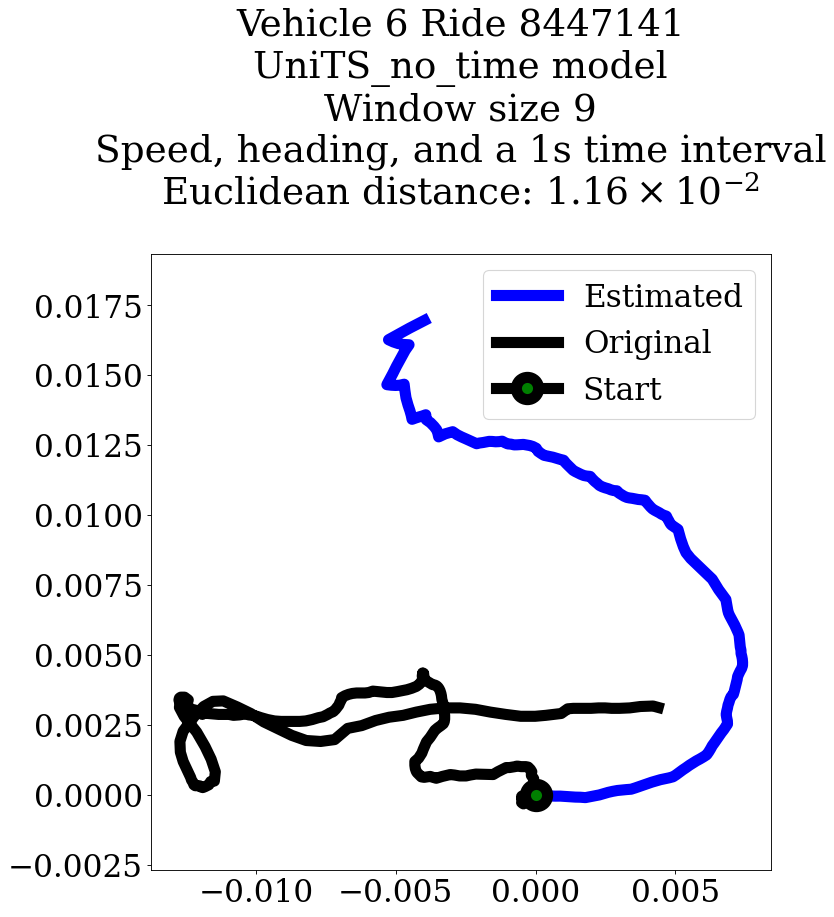 Vehicle 6 Ride 8447141
UniTS_no_time model
Window size 9
Speed, heading, and a 1s time interval
Euclidean distance: 1.16 × 10⁻²
Estimated
Original
Start
0.0175
0.0150
0.0125
0.0100
0.0075
0.0050
0.0025
0.0000
−0.0025
−0.010 −0.005 0.000 0.005